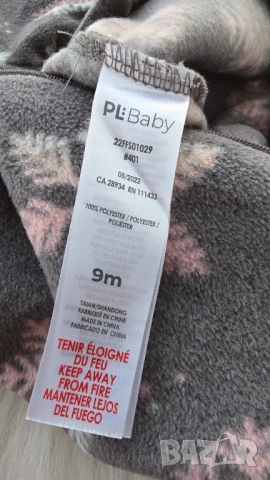 PL:Baby
22FFS01029
#401
05/2022
CA 28934 RN 111433
100% POLYESTER / POLYESTER /
POLIÉSTER
9m
TAIAN/SHANDONG
FABRIQUÉ EN CHINE
MADE IN CHINA
FABRICADO EN CHINA
TENIR ÉLOIGNÉ
DU FEU
KEEP AWAY
FROM FIRE
MANTENER LEJOS
DEL FUEGO
BAZAR